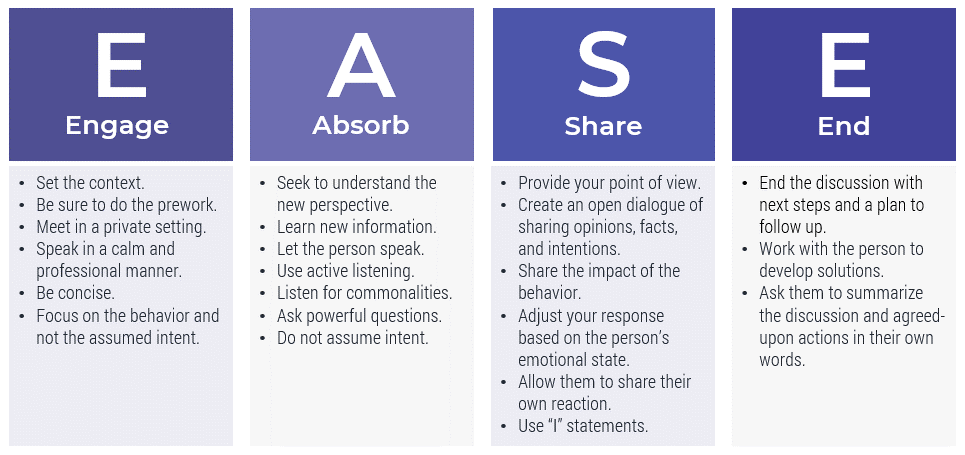 E
Engage
• Set the context.
• Be sure to do the prework.
• Meet in a private setting.
• Speak in a calm and
professional manner.
• Be concise.
• Focus on the behavior and
not the assumed intent.
A
Absorb
• Seek to understand the
new perspective.
• Learn new information.
• Let the person speak.
• Use active listening.
• Listen for commonalities.
• Ask powerful questions.
• Do not assume intent.
S
Share
• Provide your point of view.
• Create an open dialogue of
sharing opinions, facts,
and intentions.
• Share the impact of the
behavior.
• Adjust your response
based on the person’s
emotional state.
• Allow them to share their
own reaction.
• Use “I” statements.
E
End
• End the discussion with
next steps and a plan to
follow up.
• Work with the person to
develop solutions.
• Ask them to summarize
the discussion and agreed-
upon actions in their own
words.